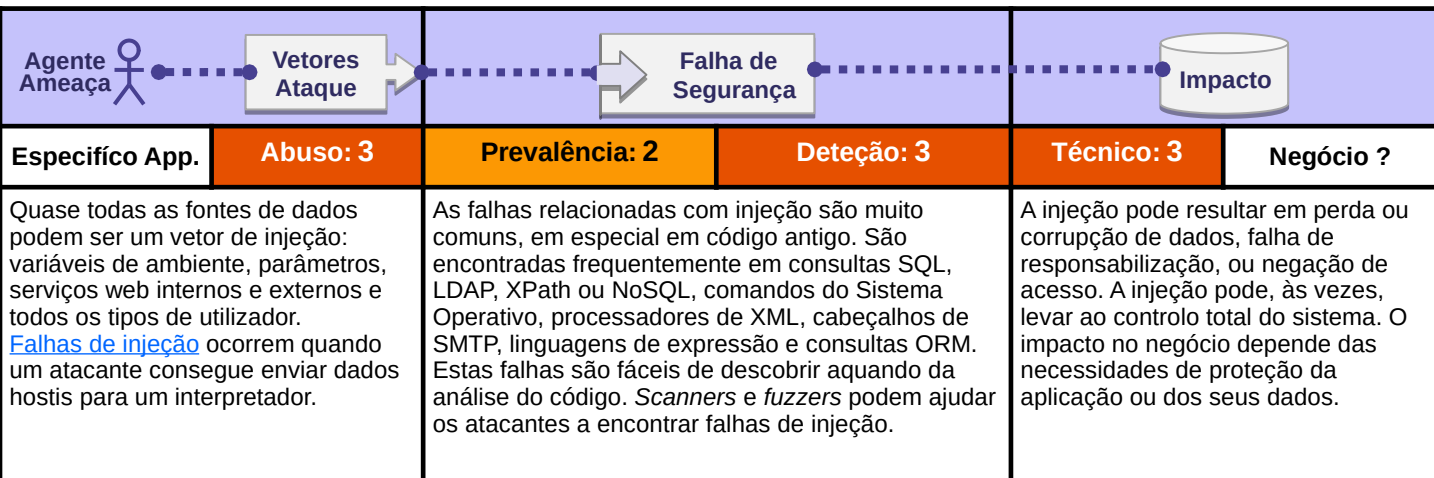 Agente
Ameaça
Vetores
Ataque
Falha de
Segurança
Impacto
Especifíco App.
Abuso: 3
Prevalência: 2
Deteção: 3
Técnico: 3
Negócio ?
Quase todas as fontes de dados
podem ser um vetor de injeção:
variáveis de ambiente, parâmetros,
serviços web internos e externos e
todos os tipos de utilizador.
Falhas de injeção ocorrem quando
um atacante consegue enviar dados
hostis para um interpretador.
As falhas relacionadas com injeção são muito
comuns, em especial em código antigo. São
encontradas frequentemente em consultas SQL,
LDAP, XPath ou NoSQL, comandos do Sistema
Operativo, processadores de XML, cabeçalhos de
SMTP, linguagens de expressão e consultas ORM.
Estas falhas são fáceis de descobrir aquando da
análise do código. Scanners e fuzzers podem ajudar
os atacantes a encontrar falhas de injeção.
A injeção pode resultar em perda ou
corrupção de dados, falha de
responsabilização, ou negação de
acesso. A injeção pode, às vezes,
levar ao controlo total do sistema. O
impacto no negócio depende das
necessidades de proteção da
aplicação ou dos seus dados.